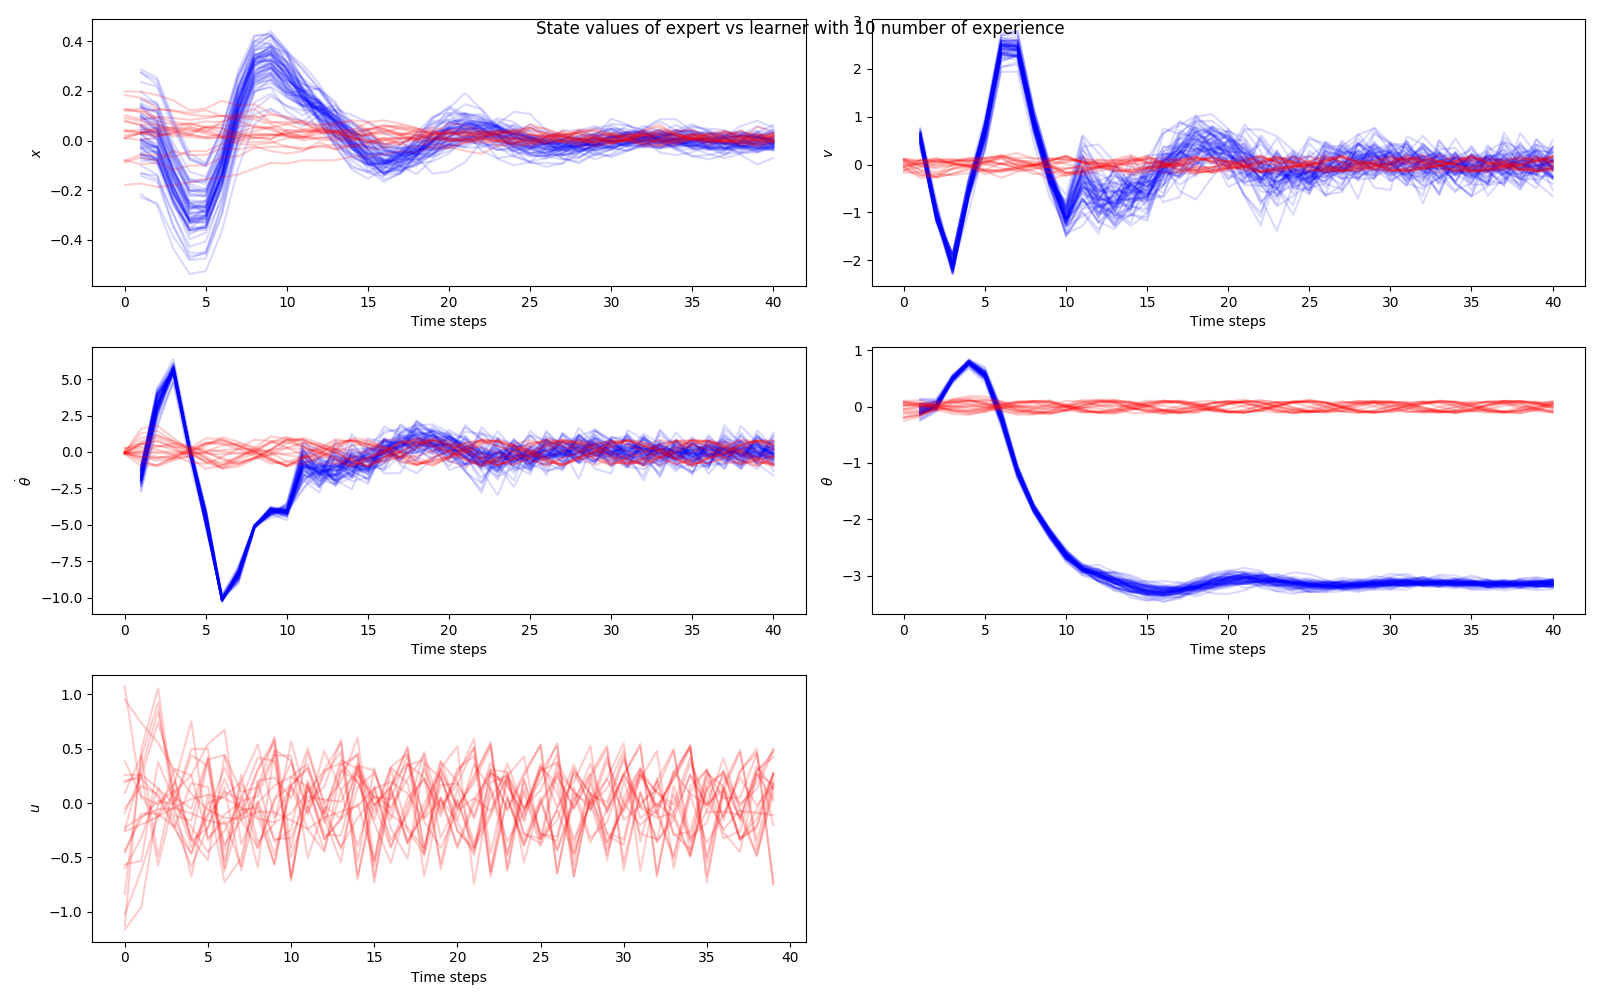 State values of expert vs learner with 10 number of experience
0.4
0.2
0.0
−0.2
−0.4
x
0 5 10 15 20 25 30 35 40
Time steps
3
2
1
0
−1
−2
v
0 5 10 15 20 25 30 35 40
Time steps
5.0
2.5
0.0
−2.5
−5.0
−7.5
−10.0
θ̇
0 5 10 15 20 25 30 35 40
Time steps
1
0
−1
−2
−3
θ
0 5 10 15 20 25 30 35 40
Time steps
1.0
0.5
0.0
−0.5
−1.0
u
0 5 10 15 20 25 30 35 40
Time steps